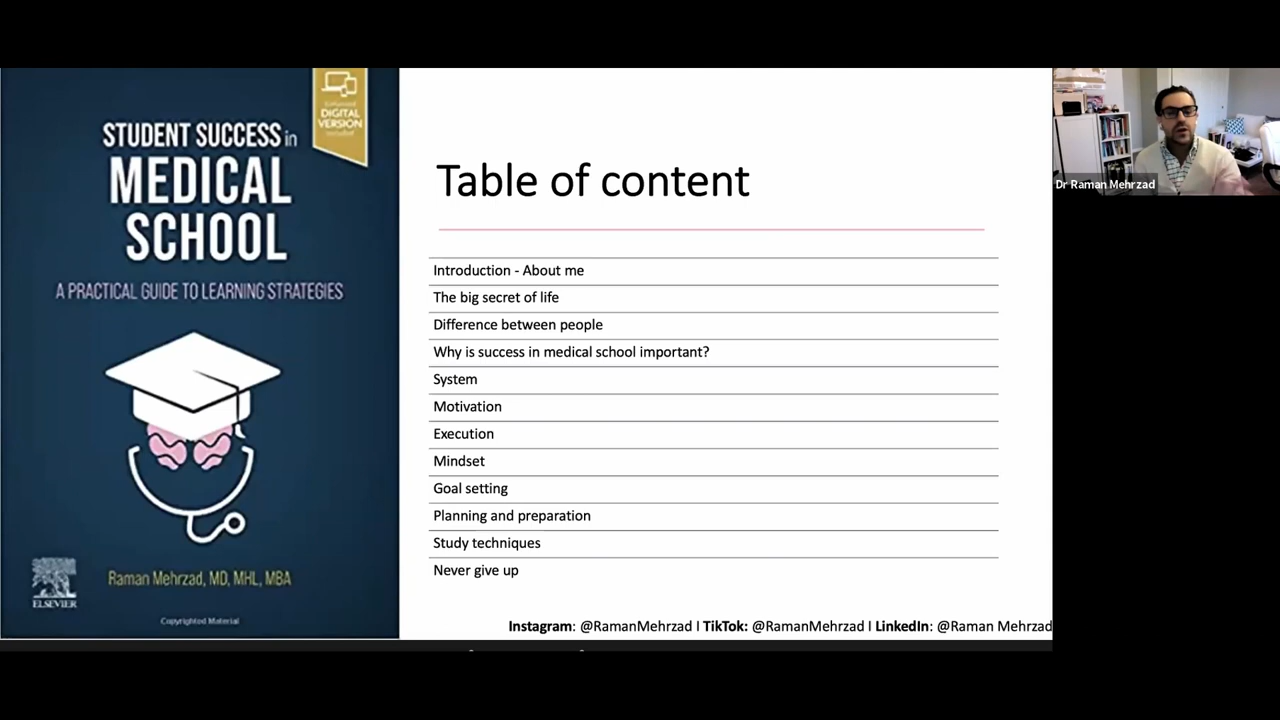 Enhanced
DIGITAL
VERSION
Included
STUDENT SUCCESS in
MEDICAL
SCHOOL
A PRACTICAL GUIDE TO LEARNING STRATEGIES
Raman Mehrzad, MD, MHL, MBA
ELSEVIER
Copyrighted Material
Table of content
Introduction - About me
The big secret of life
Difference between people
Why is success in medical school important?
System
Motivation
Execution
Mindset
Goal setting
Planning and preparation
Study techniques
Never give up
Instagram: @RamanMehrzad I TikTok: @RamanMehrzad I LinkedIn: @Raman Mehrzad
Dr Raman Mehrzad